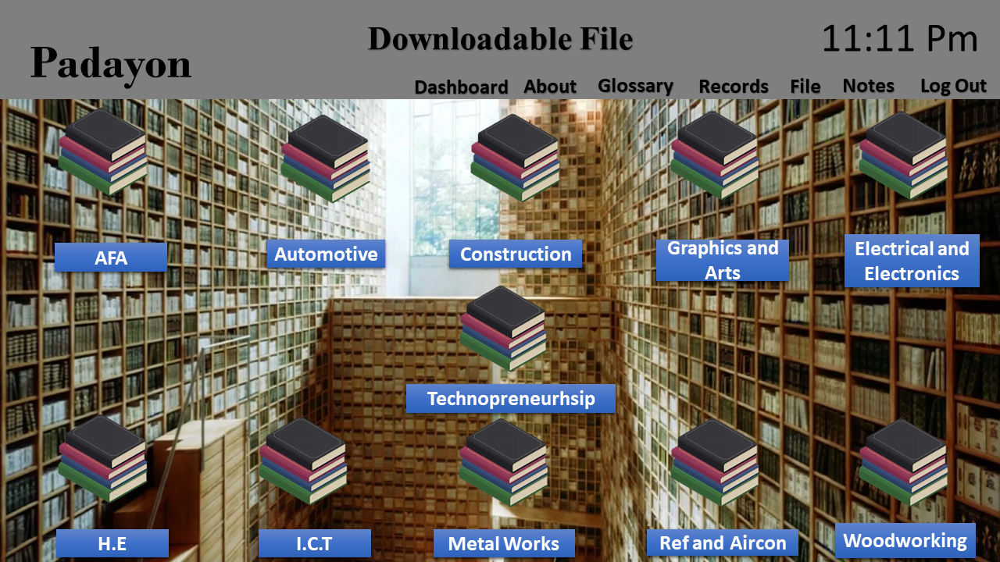 Downloadable File
11:11 Pm
Padayon
Dashboard About Glossary Records File Notes Log Out
AFA
Automotive
Construction
Graphics and
Arts
Electrical and
Electronics
Technopreneurhsip
H.E
I.C.T
Metal Works
Ref and Aircon
Woodworking